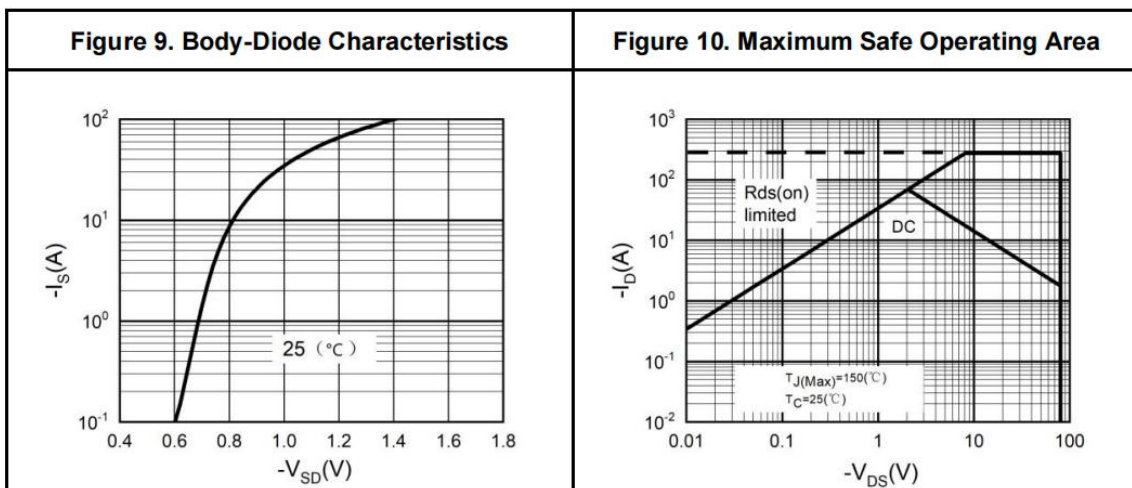 Figure 9. Body-Diode Characteristics
Figure 10. Maximum Safe Operating Area
10²
10¹
10⁰
10⁻¹
-I_S(A)
25（℃）
0.4 0.6 0.8 1.0 1.2 1.4 1.6 1.8
-V_SD(V)
10³
10²
10¹
10⁰
10⁻¹
10⁻²
-I_D(A)
Rds(on)
limited
DC
T_J(Max)=150(℃)
T_C=25(℃)
0.01 0.1 1 10 100
-V_DS(V)